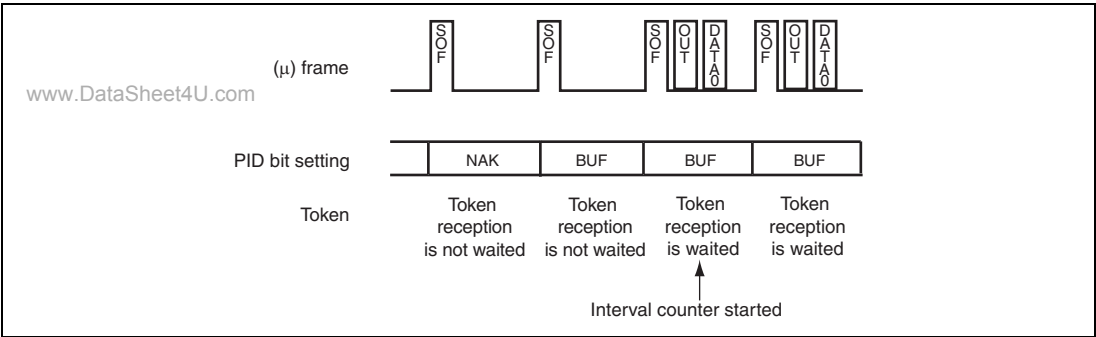 SOF SOF SOF OUT DATA0 SOF OUT DATA0
(μ) frame
www.DataSheet4U.com
PID bit setting NAK BUF BUF BUF
Token Token Token Token Token
reception reception reception reception
is not waited is not waited is waited is waited
Interval counter started